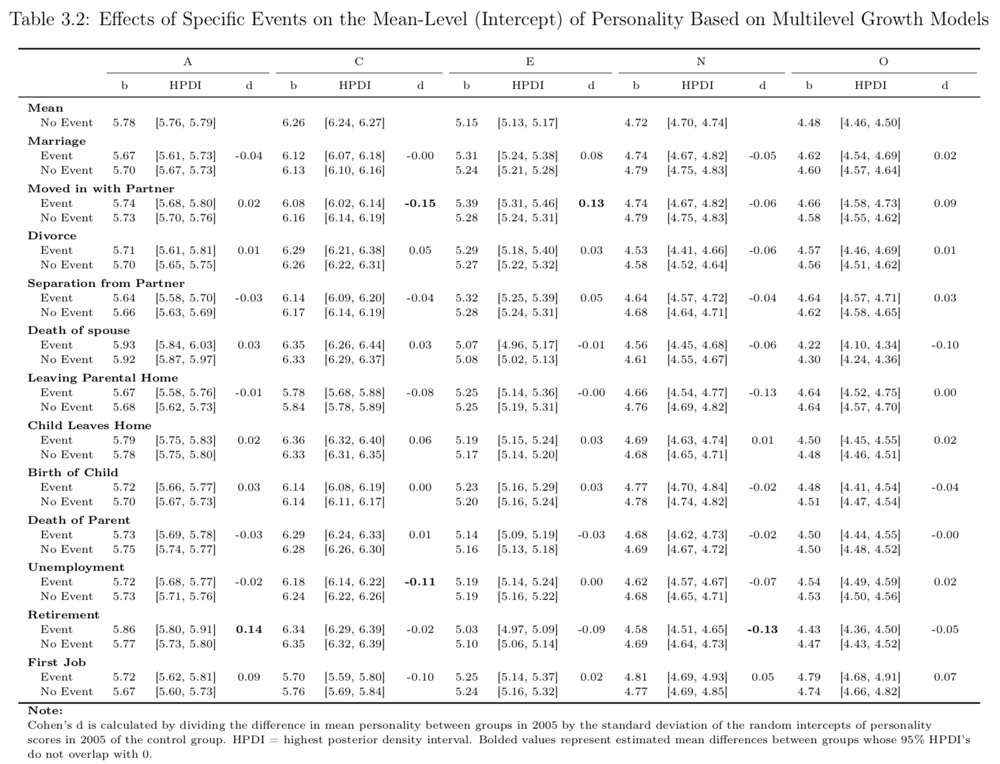 Table 3.2: Effects of Specific Events on the Mean-Level (Intercept) of Personality Based on Multilevel Growth Models
A C E N O
b HPDI d b HPDI d b HPDI d b HPDI d b HPDI d
Mean
No Event 5.78 [5.76, 5.79] 6.26 [6.24, 6.27] 5.15 [5.13, 5.17] 4.72 [4.70, 4.74] 4.48 [4.46, 4.50]
Marriage
Event 5.67 [5.61, 5.73] -0.04 6.12 [6.07, 6.18] -0.00 5.31 [5.24, 5.38] 0.08 4.74 [4.67, 4.82] -0.05 4.62 [4.54, 4.69] 0.02
No Event 5.70 [5.67, 5.73] 6.13 [6.10, 6.16] 5.24 [5.21, 5.28] 4.79 [4.75, 4.83] 4.60 [4.57, 4.64]
Moved in with Partner
Event 5.74 [5.68, 5.80] 0.02 6.08 [6.02, 6.14] -0.15 5.39 [5.31, 5.46] 0.13 4.74 [4.67, 4.82] -0.06 4.66 [4.58, 4.73] 0.09
No Event 5.73 [5.70, 5.76] 6.16 [6.14, 6.19] 5.28 [5.24, 5.31] 4.79 [4.75, 4.83] 4.58 [4.55, 4.62]
Divorce
Event 5.71 [5.61, 5.81] 0.01 6.29 [6.21, 6.38] 0.05 5.29 [5.18, 5.40] 0.03 4.53 [4.41, 4.66] -0.06 4.57 [4.46, 4.69] 0.01
No Event 5.70 [5.65, 5.75] 6.26 [6.22, 6.31] 5.27 [5.22, 5.32] 4.58 [4.52, 4.64] 4.56 [4.51, 4.62]
Separation from Partner
Event 5.64 [5.58, 5.70] -0.03 6.14 [6.09, 6.20] -0.04 5.32 [5.25, 5.39] 0.05 4.64 [4.57, 4.72] -0.04 4.64 [4.57, 4.71] 0.03
No Event 5.66 [5.63, 5.69] 6.17 [6.14, 6.19] 5.28 [5.24, 5.31] 4.68 [4.64, 4.71] 4.62 [4.58, 4.65]
Death of spouse
Event 5.93 [5.84, 6.03] 0.03 6.35 [6.26, 6.44] 0.03 5.07 [4.96, 5.17] -0.01 4.56 [4.45, 4.68] -0.06 4.22 [4.10, 4.34] -0.10
No Event 5.92 [5.87, 5.97] 6.33 [6.29, 6.37] 5.08 [5.02, 5.13] 4.61 [4.55, 4.67] 4.30 [4.24, 4.36]
Leaving Parental Home
Event 5.67 [5.58, 5.76] -0.01 5.78 [5.68, 5.88] -0.08 5.25 [5.14, 5.36] -0.00 4.66 [4.54, 4.77] -0.13 4.64 [4.52, 4.75] 0.00
No Event 5.68 [5.62, 5.73] 5.84 [5.78, 5.89] 5.25 [5.19, 5.31] 4.76 [4.69, 4.82] 4.64 [4.57, 4.70]
Child Leaves Home
Event 5.79 [5.75, 5.83] 0.02 6.36 [6.32, 6.40] 0.06 5.19 [5.15, 5.24] 0.03 4.69 [4.63, 4.74] 0.01 4.50 [4.45, 4.55] 0.02
No Event 5.78 [5.75, 5.80] 6.33 [6.31, 6.35] 5.17 [5.14, 5.20] 4.68 [4.65, 4.71] 4.48 [4.46, 4.51]
Birth of Child
Event 5.72 [5.66, 5.77] 0.03 6.14 [6.08, 6.19] 0.00 5.23 [5.16, 5.29] 0.03 4.77 [4.70, 4.84] -0.02 4.48 [4.41, 4.54] -0.04
No Event 5.70 [5.67, 5.73] 6.14 [6.11, 6.17] 5.20 [5.16, 5.24] 4.78 [4.74, 4.82] 4.51 [4.47, 4.54]
Death of Parent
Event 5.73 [5.69, 5.78] -0.03 6.29 [6.24, 6.33] 0.01 5.14 [5.09, 5.19] -0.03 4.68 [4.62, 4.73] -0.02 4.50 [4.44, 4.55] -0.00
No Event 5.75 [5.74, 5.77] 6.28 [6.26, 6.30] 5.16 [5.13, 5.18] 4.69 [4.67, 4.72] 4.50 [4.48, 4.52]
Unemployment
Event 5.72 [5.68, 5.77] -0.02 6.18 [6.14, 6.22] -0.11 5.19 [5.14, 5.24] 0.00 4.62 [4.57, 4.67] -0.07 4.54 [4.49, 4.59] 0.02
No Event 5.73 [5.71, 5.76] 6.24 [6.22, 6.26] 5.19 [5.16, 5.22] 4.68 [4.65, 4.71] 4.53 [4.50, 4.56]
Retirement
Event 5.86 [5.80, 5.91] 0.14 6.34 [6.29, 6.39] -0.02 5.03 [4.97, 5.09] -0.09 4.58 [4.51, 4.65] -0.13 4.43 [4.36, 4.50] -0.05
No Event 5.77 [5.73, 5.80] 6.35 [6.32, 6.39] 5.10 [5.06, 5.14] 4.69 [4.64, 4.73] 4.47 [4.43, 4.52]
First Job
Event 5.72 [5.62, 5.81] 0.09 5.70 [5.59, 5.80] -0.10 5.25 [5.14, 5.37] 0.02 4.81 [4.69, 4.93] 0.05 4.79 [4.68, 4.91] 0.07
No Event 5.67 [5.60, 5.73] 5.76 [5.69, 5.84] 5.24 [5.16, 5.32] 4.77 [4.69, 4.85] 4.74 [4.66, 4.82]
Note:
Cohen's d is calculated by dividing the difference in mean personality between groups in 2005 by the standard deviation of the random intercepts of personality
scores in 2005 of the control group. HPDI = highest posterior density interval. Bolded values represent estimated mean differences between groups whose 95% HPDI's
do not overlap with 0.